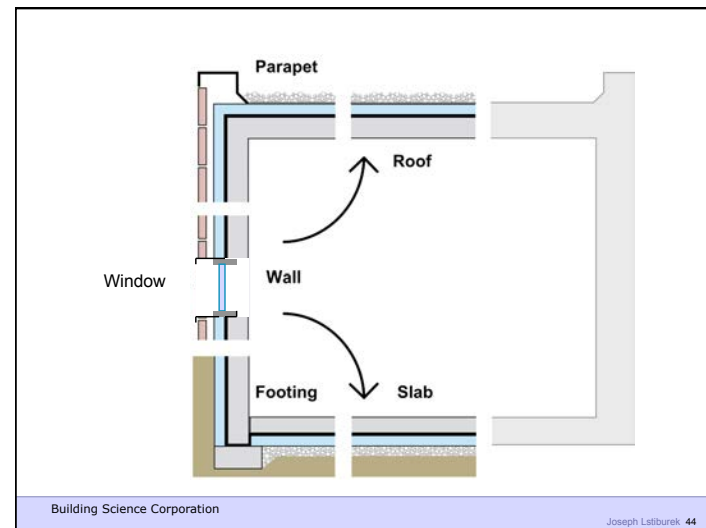 Parapet
Roof
Window
Wall
Footing
Slab
Building Science Corporation
Joseph Lstiburek 44